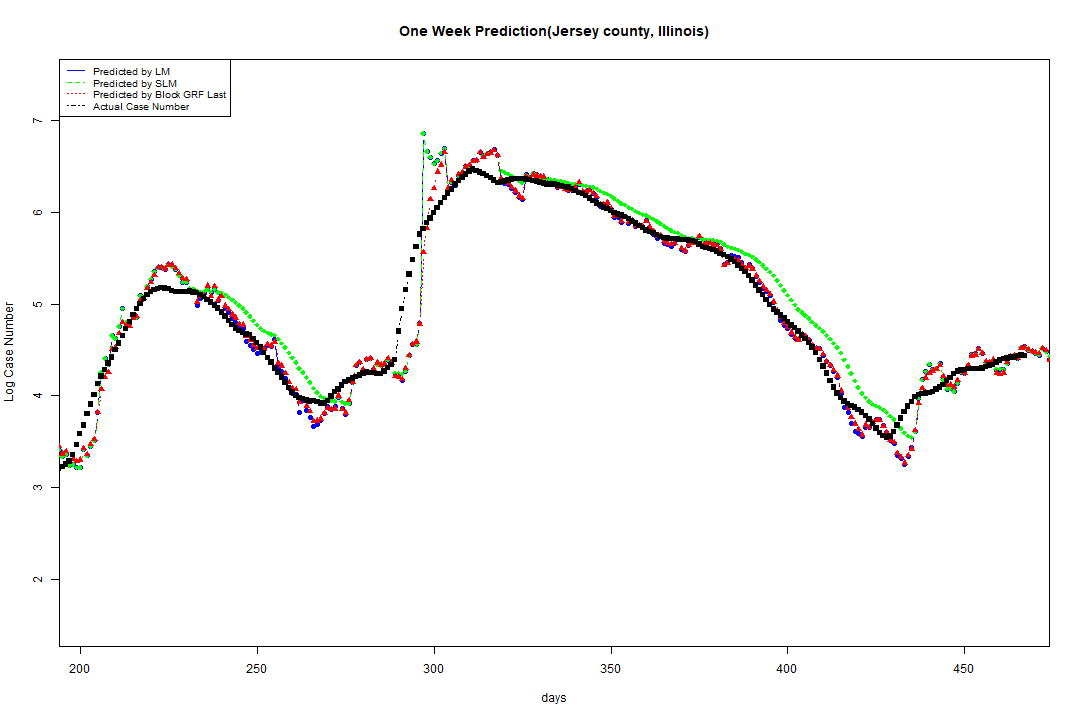 One Week Prediction(Jersey county, Illinois)
Predicted by LM
Predicted by SLM
Predicted by Block GRF Last
Actual Case Number
7
6
5
4
3
2
Log Case Number
200 250 300 350 400 450
days